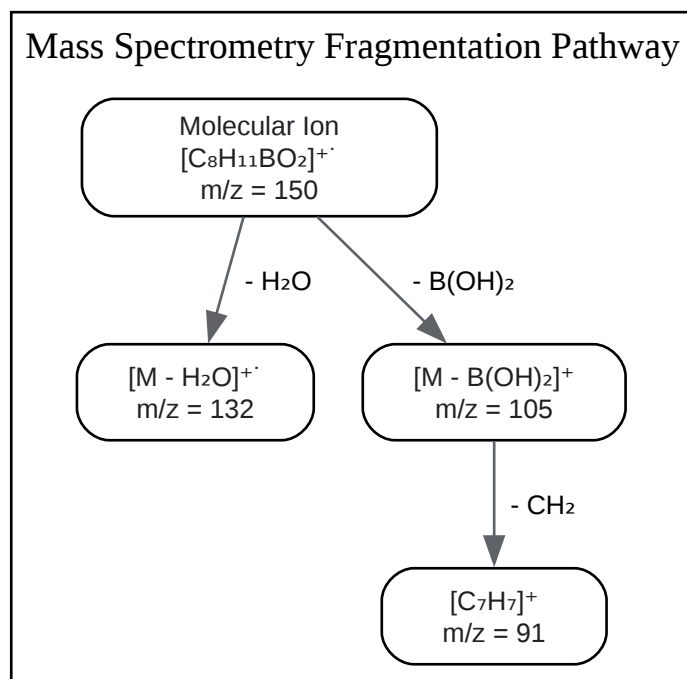 Mass Spectrometry Fragmentation Pathway
Molecular Ion
[C₈H₁₁BO₂]⁺˙
m/z = 150
- H₂O
- B(OH)₂
[M - H₂O]⁺˙
m/z = 132
[M - B(OH)₂]⁺
m/z = 105
- CH₂
[C₇H₇]⁺
m/z = 91